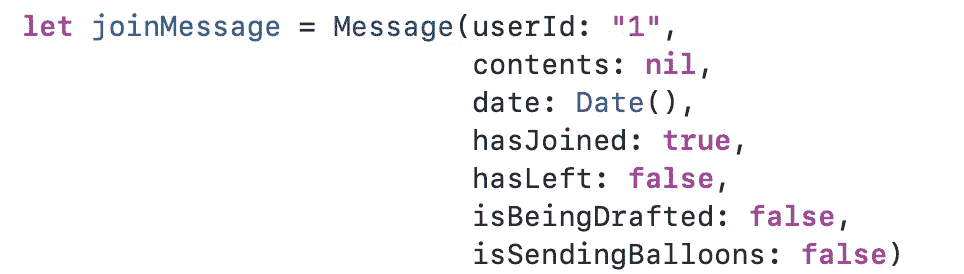 let joinMessage = Message(userId: "1",
                          contents: nil,
                          date: Date(),
                          hasJoined: true,
                          hasLeft: false,
                          isBeingDrafted: false,
                          isSendingBalloons: false)